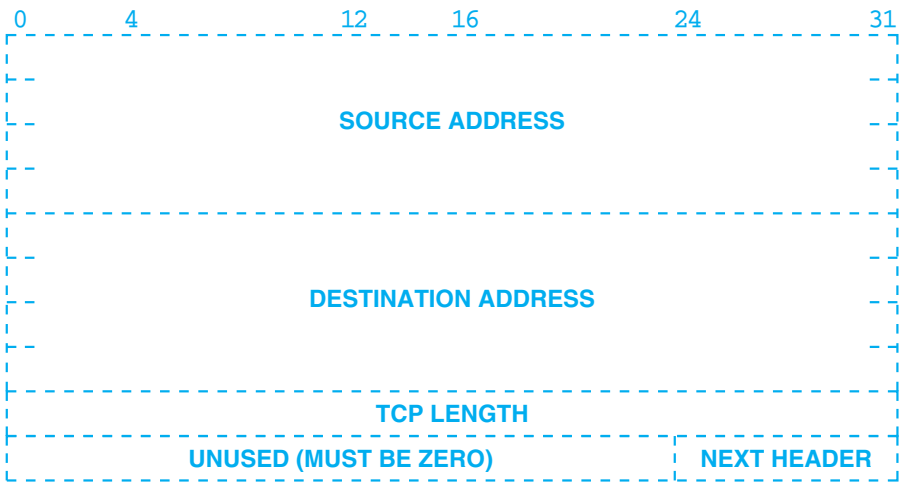 0 4 12 16 24 31
SOURCE ADDRESS
DESTINATION ADDRESS
TCP LENGTH
UNUSED (MUST BE ZERO) NEXT HEADER